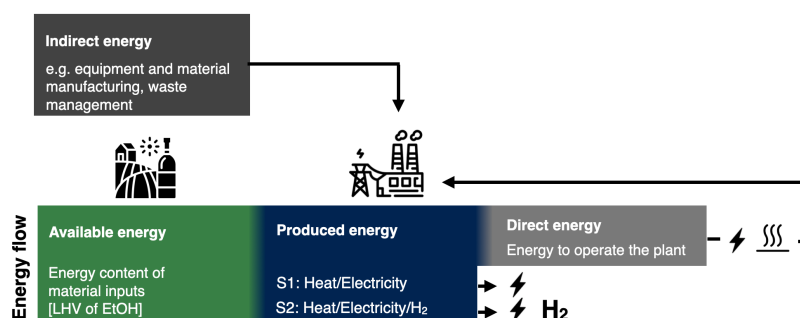 Indirect energy
e.g. equipment and material
manufacturing, waste
management
Energy flow
Available energy
Energy content of
material inputs
[LHV of EtOH]
Produced energy
S1: Heat/Electricity
S2: Heat/Electricity/H₂
Direct energy
Energy to operate the plant
H₂